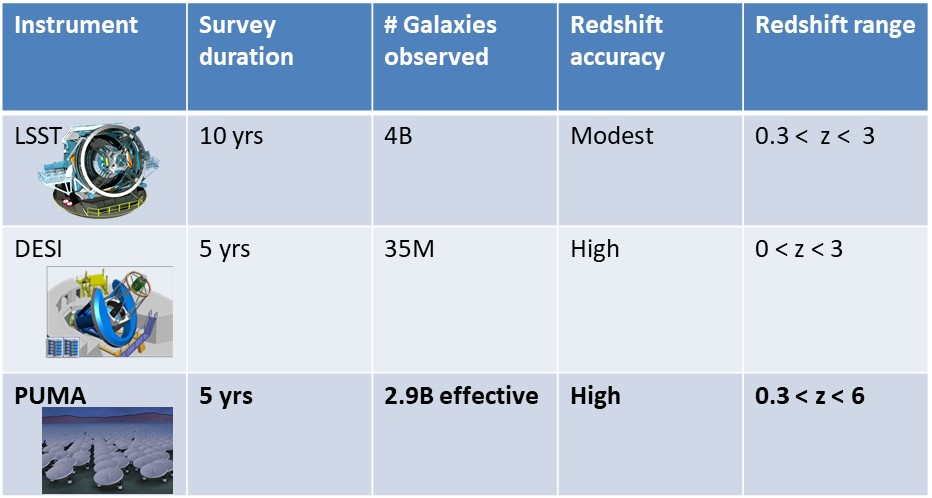 Instrument
Survey
duration
# Galaxies
observed
Redshift
accuracy
Redshift range
LSST
10 yrs
4B
Modest
0.3 < z < 3
DESI
5 yrs
35M
High
0 < z < 3
PUMA
5 yrs
2.9B effective
High
0.3 < z < 6